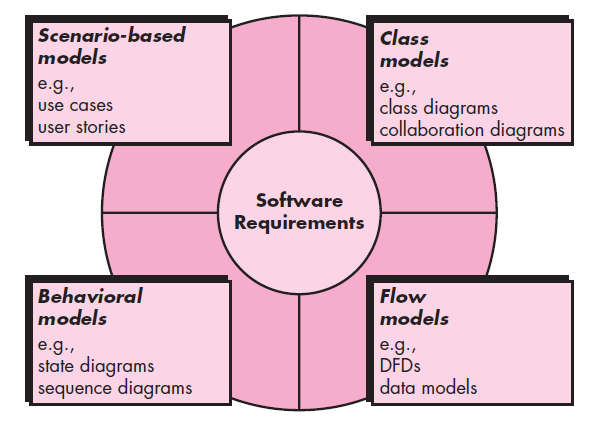 Scenario-based
models
e.g.,
use cases
user stories
Class
models
e.g.,
class diagrams
collaboration diagrams
Software
Requirements
Behavioral
models
e.g.,
state diagrams
sequence diagrams
Flow
models
e.g.,
DFDs
data models